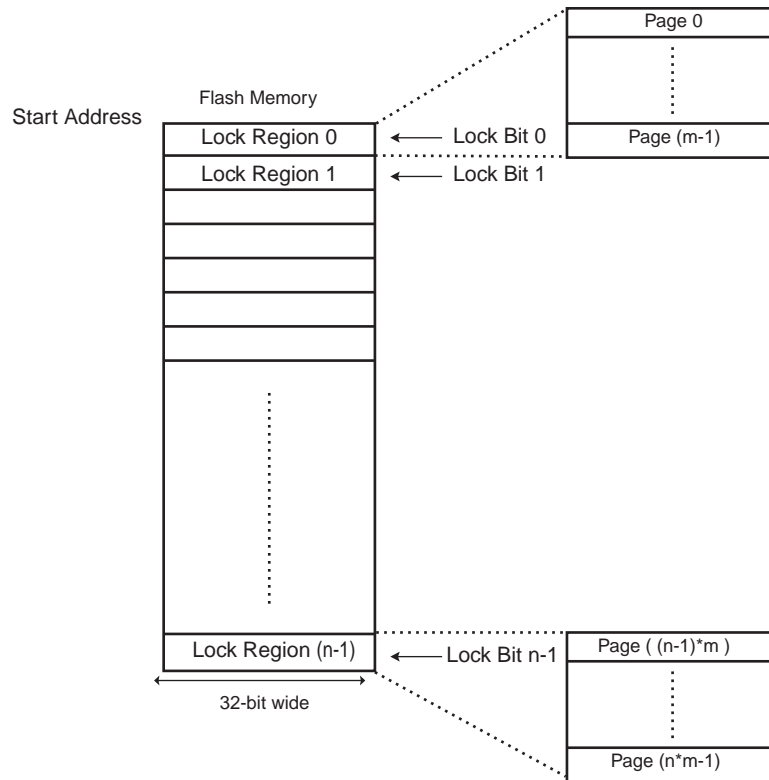 Page 0
Flash Memory
Start Address
Lock Region 0
Lock Bit 0
Page (m-1)
Lock Region 1
Lock Bit 1
Lock Region (n-1)
Lock Bit n-1
Page ( (n-1)*m )
32-bit wide
Page (n*m-1)